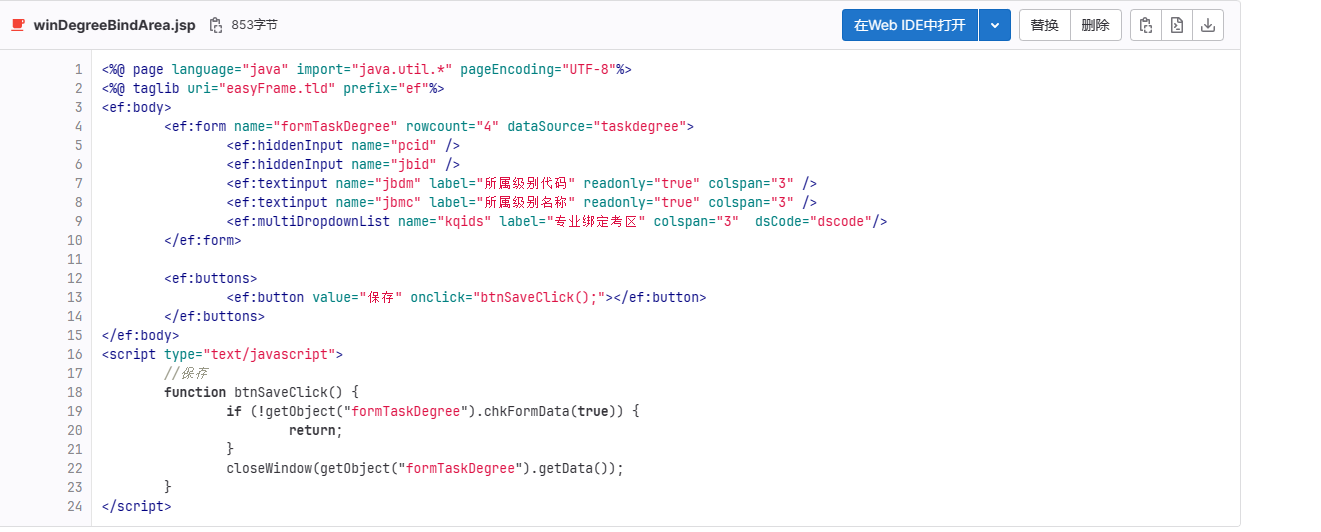 winDegreeBindArea.jsp 853字节 在Web IDE中打开 替换 删除
1 <%@ page language="java" import="java.util.*" pageEncoding="UTF-8"%>
2 <%@ taglib uri="easyFrame.tld" prefix="ef"%>
3 <ef:body>
4 <ef:form name="formTaskDegree" rowcount="4" dataSource="taskdegree">
5 <ef:hiddenInput name="pcid" />
6 <ef:hiddenInput name="jbid" />
7 <ef:textinput name="jbdm" label="所属级别代码" readonly="true" colspan="3" />
8 <ef:textinput name="jbmc" label="所属级别名称" readonly="true" colspan="3" />
9 <ef:multiDropdownList name="kqids" label="专业绑定考区" colspan="3"  dsCode="dscode"/>
10 </ef:form>
11
12 <ef:buttons>
13 <ef:button value="保存" onclick="btnSaveClick();"></ef:button>
14 </ef:buttons>
15 </ef:body>
16 <script type="text/javascript">
17 //保存
18 function btnSaveClick() {
19 if (!getObject("formTaskDegree").chkFormData(true)) {
20 return;
21 }
22 closeWindow(getObject("formTaskDegree").getData());
23 }
24 </script>